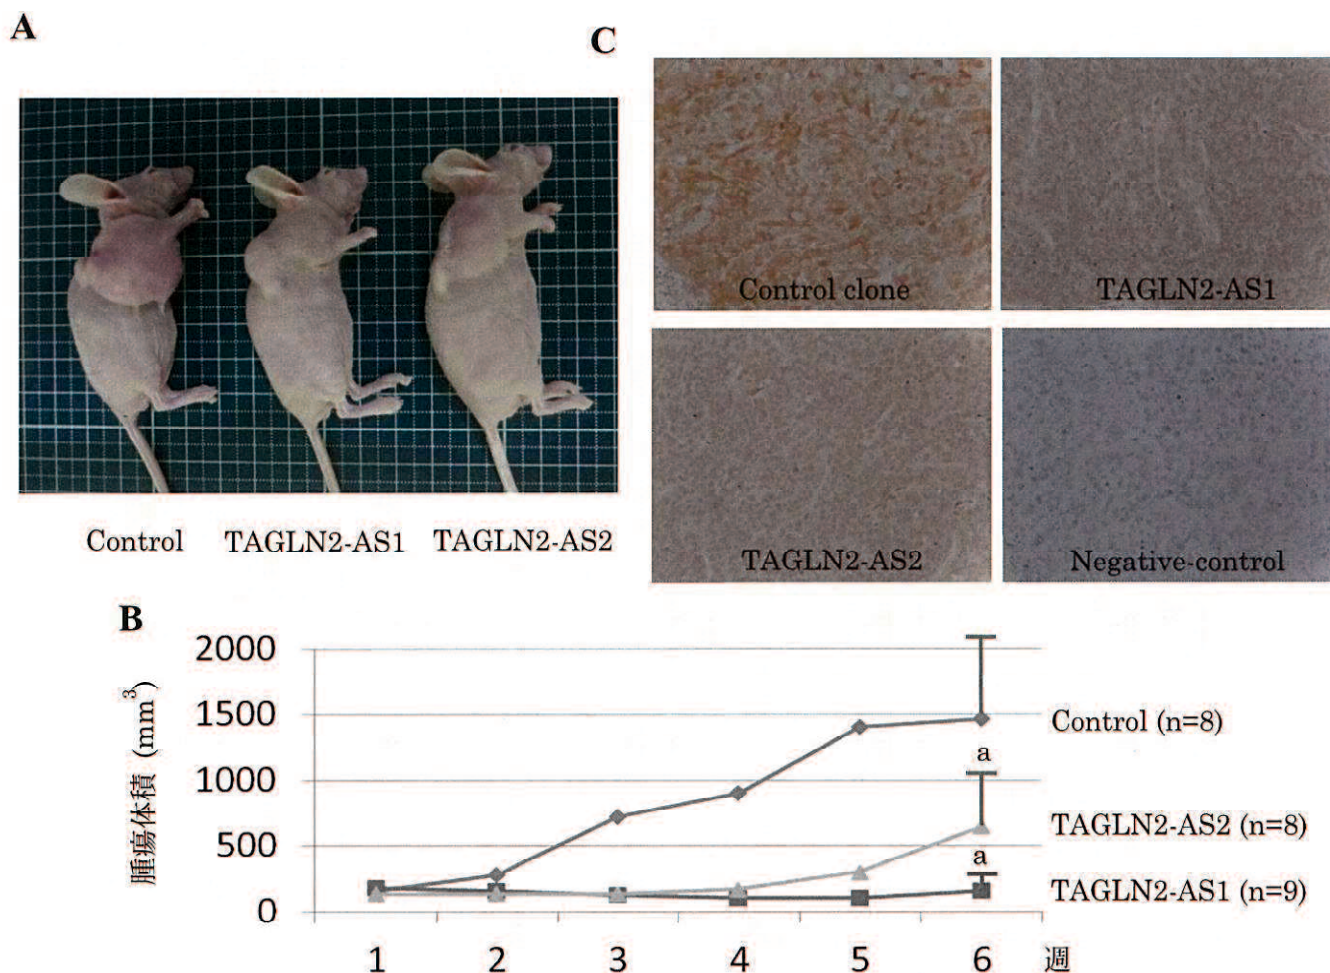 A
Control
TAGLN2-AS1
TAGLN2-AS2
C
Control clone
TAGLN2-AS1
TAGLN2-AS2
Negative-control
B
腫瘍体積 (mm³)
2000
1500
1000
500
0
1 2 3 4 5 6 週
a
a
Control (n=8)
TAGLN2-AS2 (n=8)
TAGLN2-AS1 (n=9)